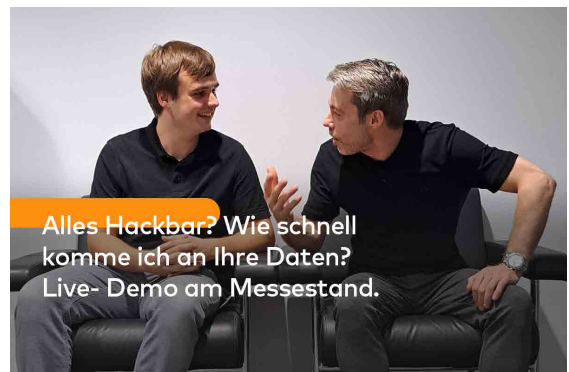 Alles Hackbar? Wie schnell
komme ich an Ihre Daten?
Live- Demo am Messestand.